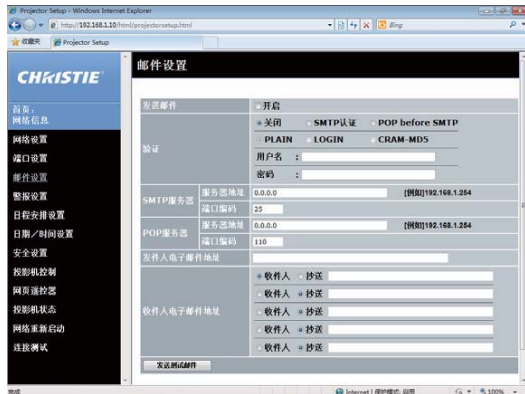 Projector Setup - Windows Internet Explorer
http://192.168.1.10/html/projectorsetup.html
Bing
收藏夹 Projector Setup
CHRISTIE
首页:
网络信息
网络设置
端口设置
邮件设置
警报设置
日程安排设置
日期/时间设置
安全设置
投影机控制
网页遥控器
投影机状态
网络重新启动
连接测试
邮件设置
发送邮件 开启
验证 关闭 SMTP认证 POP before SMTP
PLAIN LOGIN CRAM-MD5
用户名 :
密码 :
SMTP服务器 服务器地址 0.0.0.0 [例如]192.168.1.254
端口编码 25
POP服务器 服务器地址 0.0.0.0 [例如]192.168.1.254
端口编码 110
发件人电子邮件地址
收件人电子邮件地址 收件人 抄送
收件人 抄送
收件人 抄送
收件人 抄送
收件人 抄送
发送测试邮件
完成 Internet | 保护模式: 启用 100%